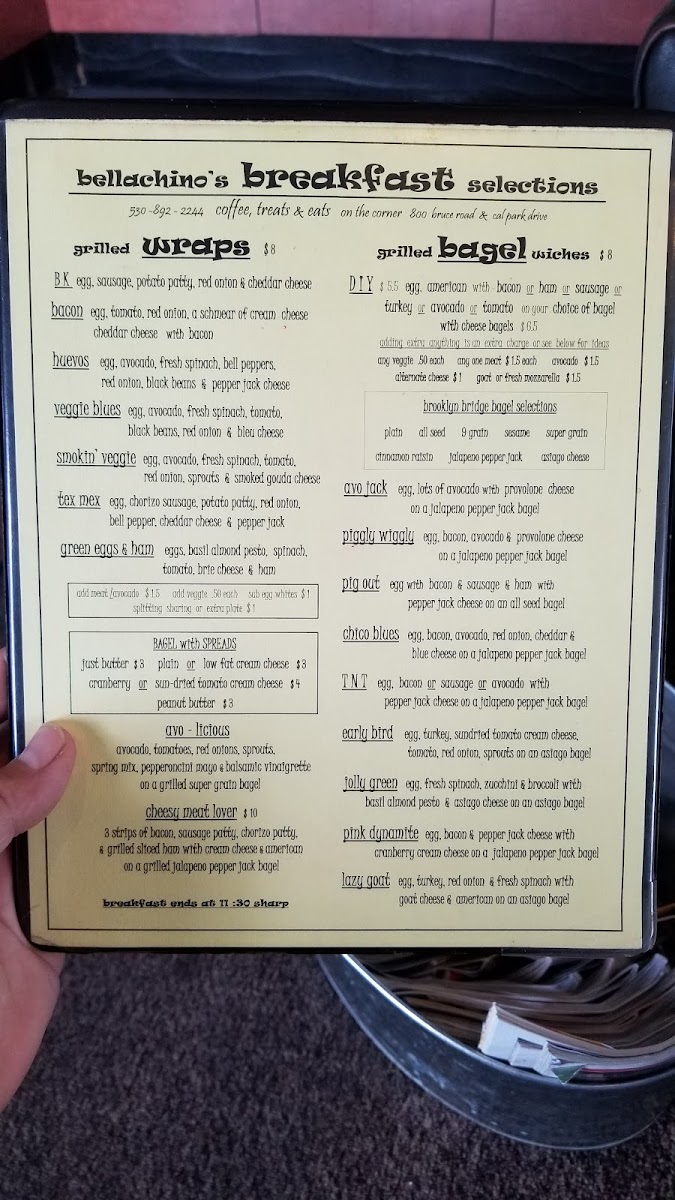 bellachino's breakfast selections
530-892-2244 coffee, treats & eats on the corner 800 bruce road & cal park drive
grilled wraps $8
BK egg, sausage, potato patty, red onion & cheddar cheese
bacon egg, tomato, red onion, a schmear of cream cheese
cheddar cheese with bacon
huevos egg, avocado, fresh spinach, bell peppers,
red onion, black beans & pepper jack cheese
veggie blues egg, avocado, fresh spinach, tomato,
black beans, red onion & bleu cheese
smokin' veggie egg, avocado, fresh spinach, tomato,
red onion, sprouts & smoked gouda cheese
tex mex egg, chorizo sausage, potato patty, red onion,
bell pepper, cheddar cheese & pepper jack
green eggs & ham eggs, basil almond pesto, spinach,
tomato, brie cheese & ham
add meat/avocado $1.5 add veggie .50 each sub egg whites $1
splitting sharing or extra plate $1
BAGEL with SPREADS
just butter $3 plain or low fat cream cheese $3
cranberry or sun-dried tomato cream cheese $4
peanut butter $3
avo - licious
avocado, tomatoes, red onions, sprouts,
spring mix, pepperoncini mayo & balsamic vinaigrette
on a grilled super grain bagel
cheesy meat lover $10
3 strips of bacon, sausage patty, chorizo patty,
& grilled sliced ham with cream cheese & american
on a grilled jalapeno pepper jack bagel
breakfast ends at 11:30 sharp
grilled bagel wiches $8
DIY $5.5 egg, american with bacon or ham or sausage or
turkey or avocado or tomato on your choice of bagel
with cheese bagels $6.5
adding extra anything is an extra charge or see below for ideas
any veggie .50 each any one meat $1.5 each avocado $1.5
alternate cheese $1 goat or fresh mozzarella $1.5
brooklyn bridge bagel selections
plain all seed 9 grain sesame super grain
cinnamon raisin jalapeno pepper jack asiago cheese
avo jack egg, lots of avocado with provolone cheese
on a jalapeno pepper jack bagel
piggly wiggly egg, bacon, avocado & provolone cheese
on a jalapeno pepper jack bagel
pig out egg with bacon & sausage & ham with
pepper jack cheese on an all seed bagel
chico blues egg, bacon, avocado, red onion, cheddar &
blue cheese on a jalapeno pepper jack bagel
TNT egg, bacon or sausage or avocado with
pepper jack cheese on a jalapeno pepper jack bagel
early bird egg, turkey, sundried tomato cream cheese,
tomato, red onion, sprouts on an asiago bagel
jolly green egg, fresh spinach, zucchini & broccoli with
basil almond pesto & asiago cheese on an asiago bagel
pink dynamite egg, bacon & pepper jack cheese with
cranberry cream cheese on a jalapeno pepper jack bagel
lazy goat egg, turkey, red onion & fresh spinach with
goat cheese & american on an asiago bagel